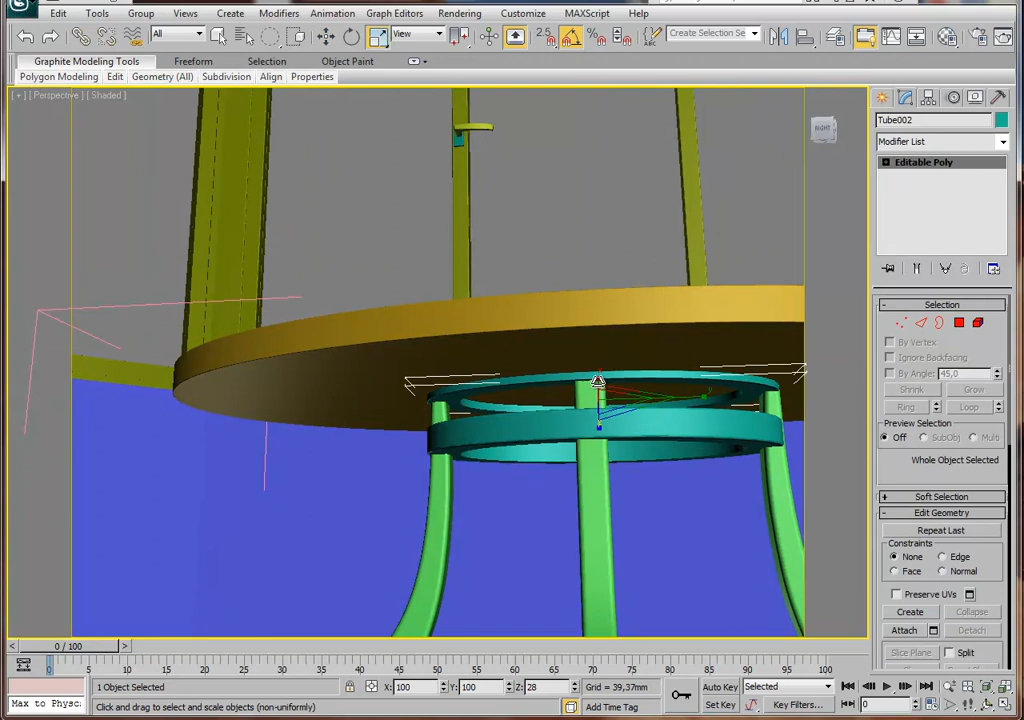 Edit Tools Group Views Create Modifiers Animation Graph Editors Rendering Customize MAXScript Help
All View 2.5 Create Selection Se
Graphite Modeling Tools Freeform Selection Object Paint
Polygon Modeling Edit Geometry (All) Subdivision Align Properties
[ + ] [ Perspective ] [ Shaded ]
RIGHT
Tube002
Modifier List
Editable Poly
Selection
By Vertex
Ignore Backfacing
By Angle: 45,0
Shrink Grow
Ring Loop
Preview Selection
Off SubObj Multi
Whole Object Selected
Soft Selection
Edit Geometry
Repeat Last
Constraints
None Edge
Face Normal
Preserve UVs
Create Collapse
Attach Detach
Slice Plane Split
< 0 / 100 >
0 5 10 15 20 25 30 35 40 45 50 55 60 65 70 75 80 85 90 95 100
1 Object Selected X: 100 Y: 100 Z: 28 Grid = 39,37mm Auto Key Selected
Max to Physc Click and drag to select and scale objects (non-uniformly) Add Time Tag Set Key Key Filters... 0